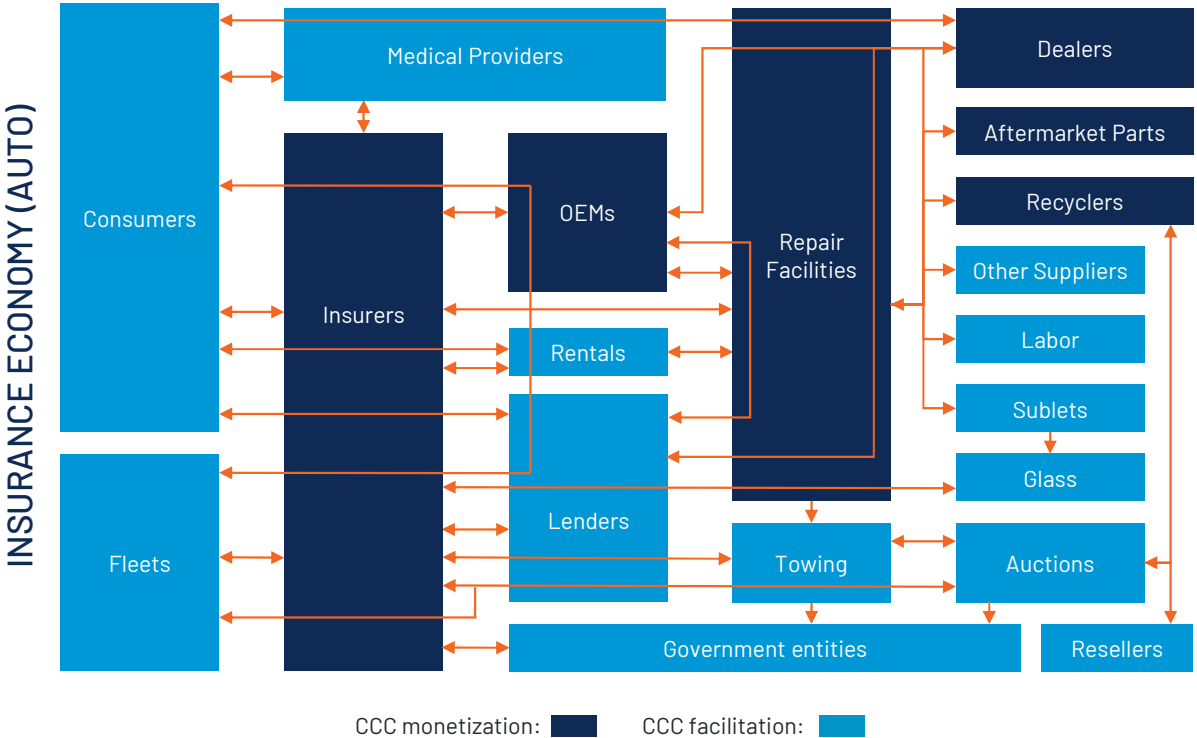 INSURANCE ECONOMY (AUTO)
Medical Providers
Dealers
Aftermarket Parts
Recyclers
Consumers
OEMs
Repair
Facilities
Other Suppliers
Insurers
Rentals
Labor
Sublets
Glass
Lenders
Fleets
Towing
Auctions
Government entities
Resellers
CCC monetization:
CCC facilitation: